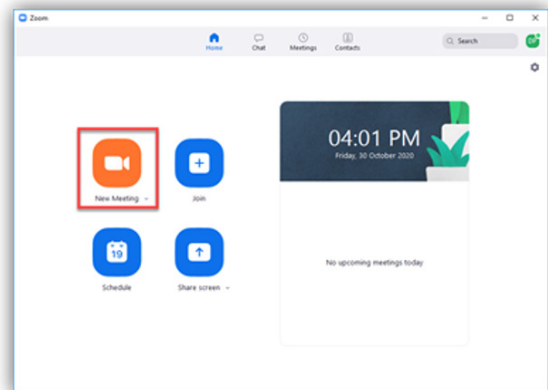 Zoom
Home
Chat
Meetings
Contacts
Search
04:01 PM
Friday, 30 October 2020
New Meeting
Join
19
Schedule
Share screen
No upcoming meetings today